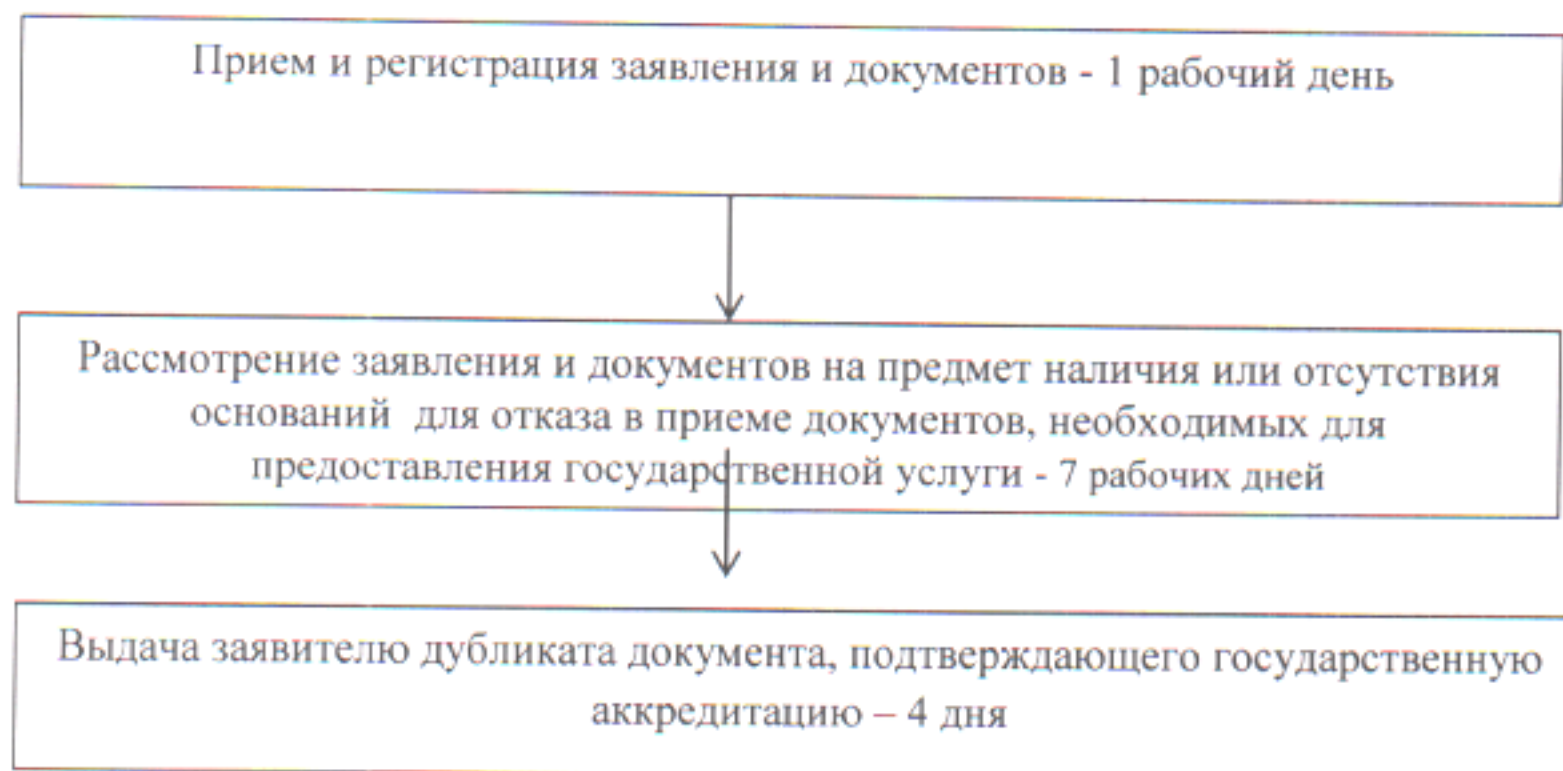 Прием и регистрация заявления и документов - 1 рабочий день
Рассмотрение заявления и документов на предмет наличия или отсутствия
оснований для отказа в приеме документов, необходимых для
предоставления государственной услуги - 7 рабочих дней
Выдача заявителю дубликата документа, подтверждающего государственную
аккредитацию – 4 дня